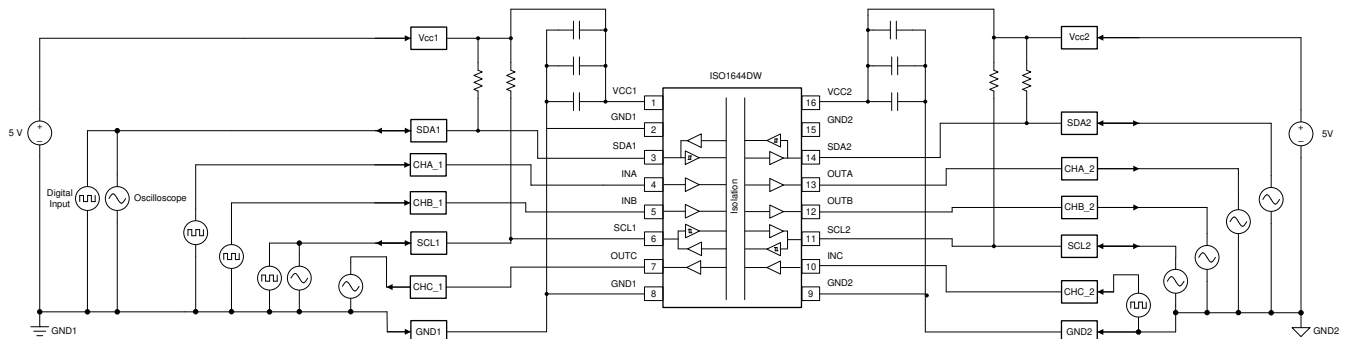 Vcc1
Vcc2
ISO1644DW
VCC1
1
16
VCC2
5 V
+
−
SDA1
GND1
2
15
GND2
SDA2
+
−
5V
SDA1
3
14
SDA2
CHA_1
INA
4
13
OUTA
CHA_2
Digital
Input
Oscilloscope
Isolation
CHB_1
INB
5
12
OUTB
CHB_2
SCL1
SCL1
6
11
SCL2
SCL2
OUTC
7
10
INC
CHC_1
CHC_2
GND1
8
9
GND2
GND1
GND1
GND2
GND2